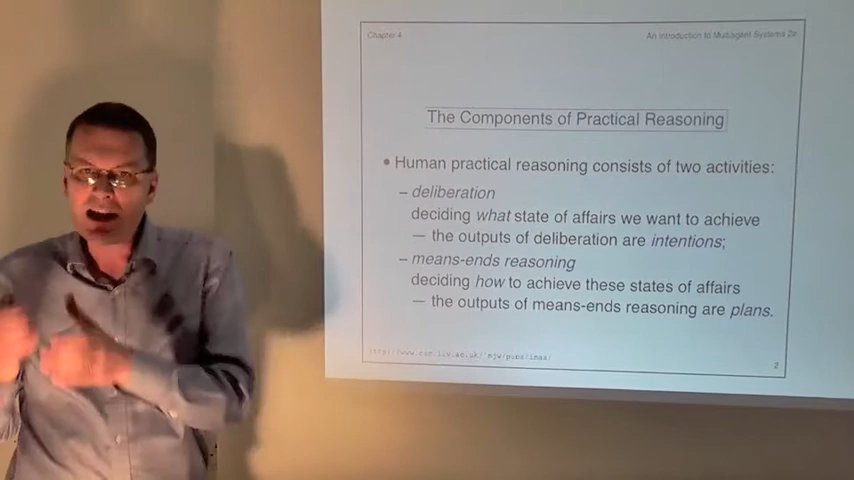 Chapter 4
An Introduction to Multiagent Systems 2e
The Components of Practical Reasoning
• Human practical reasoning consists of two activities:
– deliberation
deciding what state of affairs we want to achieve
— the outputs of deliberation are intentions;
– means-ends reasoning
deciding how to achieve these states of affairs
— the outputs of means-ends reasoning are plans.
http://www.csc.liv.ac.uk/~mjw/pubs/imas/
2